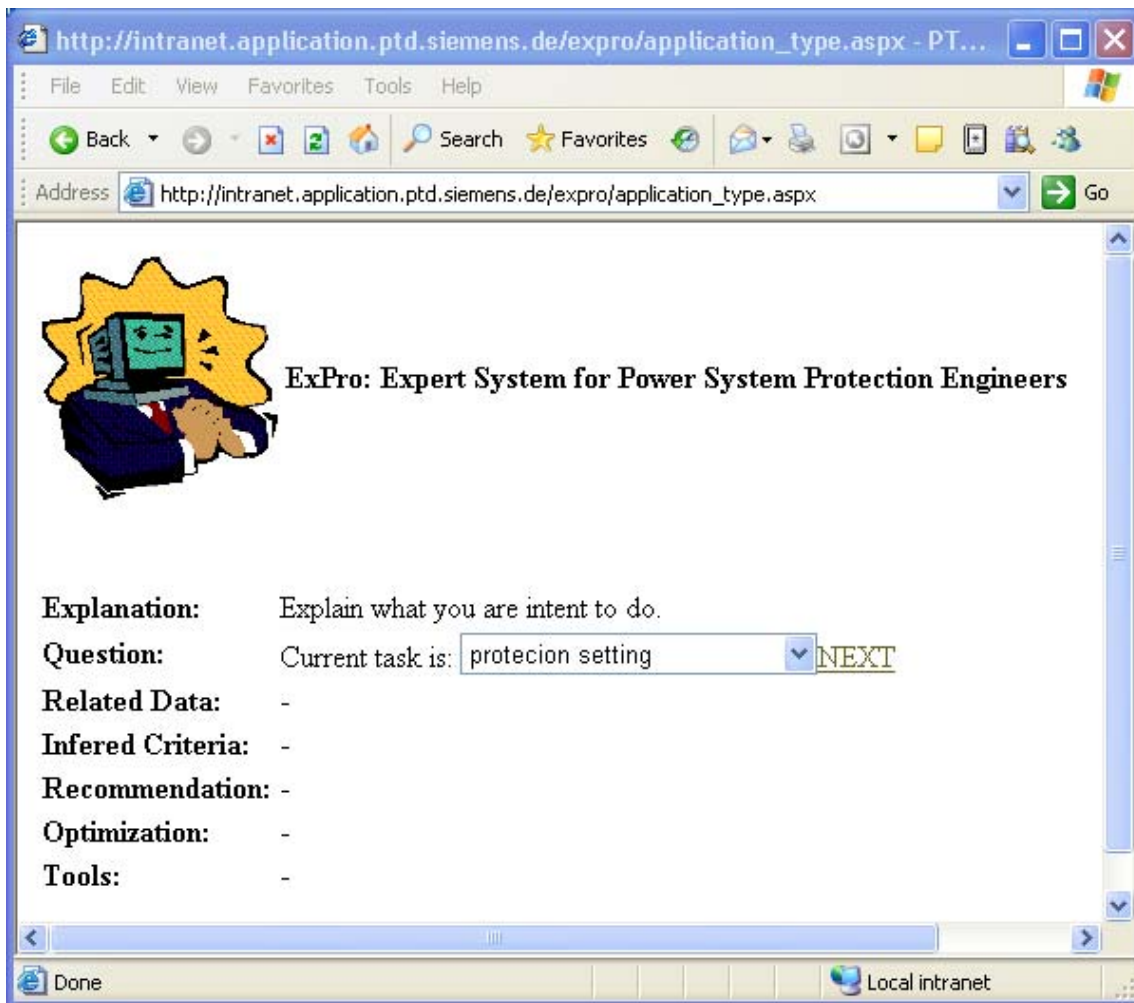 http://intranet.application.ptd.siemens.de/expro/application_type.aspx - PT...
File Edit View Favorites Tools Help
Back Search Favorites
Address http://intranet.application.ptd.siemens.de/expro/application_type.aspx Go
ExPro: Expert System for Power System Protection Engineers
Explanation: Explain what you are intent to do.
Question: Current task is: protecion setting NEXT
Related Data: -
Infered Criteria: -
Recommendation: -
Optimization: -
Tools: -
Done Local intranet